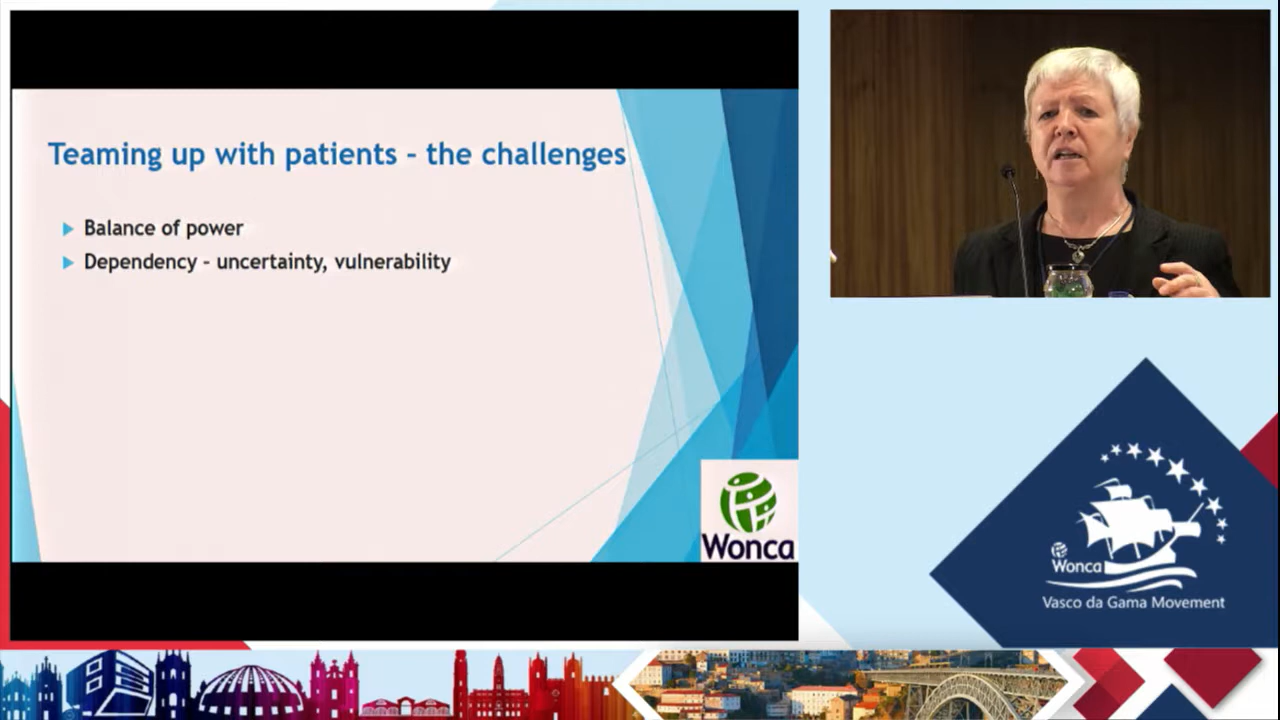 Teaming up with patients - the challenges
Balance of power
Dependency - uncertainty, vulnerability
Wonca
Wonca
Vasco da Gama Movement